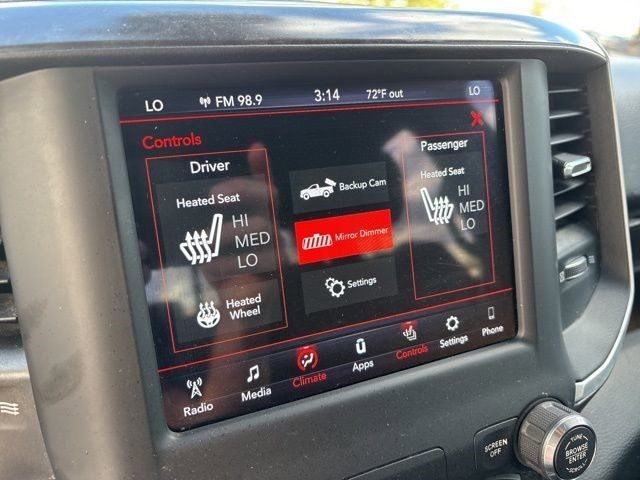 LO FM 98.9 3:14 72°F out LO
Controls
Driver
Heated Seat
HI
MED
LO
Heated
Wheel
Backup Cam
Mirror Dimmer
Settings
Passenger
Heated Seat
HI
MED
LO
Radio Media Climate Apps Controls Settings Phone
SCREEN
OFF
TUNE
BROWSE
ENTER
SCROLL